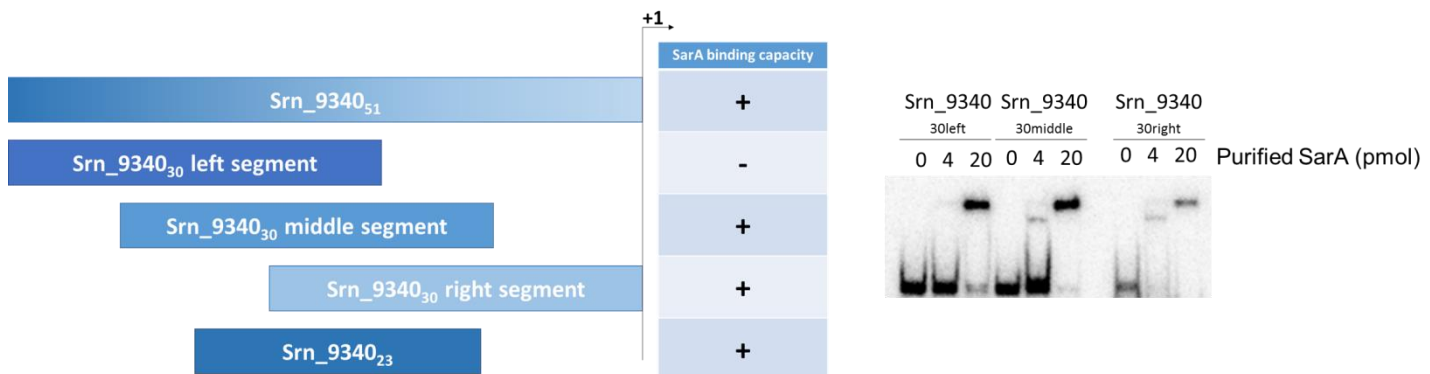 +1
SarA binding capacity
Srn_9340₅₁ +
Srn_9340₃₀ left segment -
Srn_9340₃₀ middle segment +
Srn_9340₃₀ right segment +
Srn_9340₂₃ +
Srn_9340 Srn_9340 Srn_9340
30left 30middle 30right
0 4 20 0 4 20 0 4 20 Purified SarA (pmol)